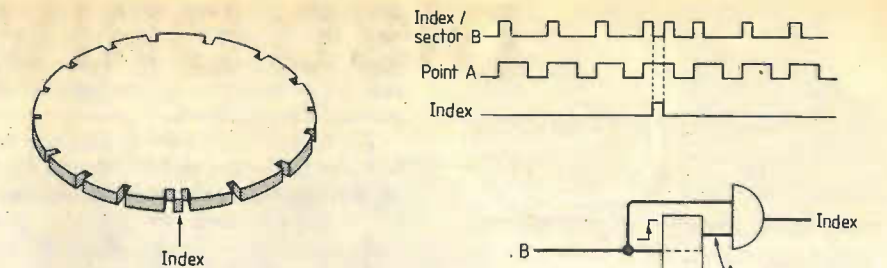 Index /
sector B
Point A
Index
Index
B
Index